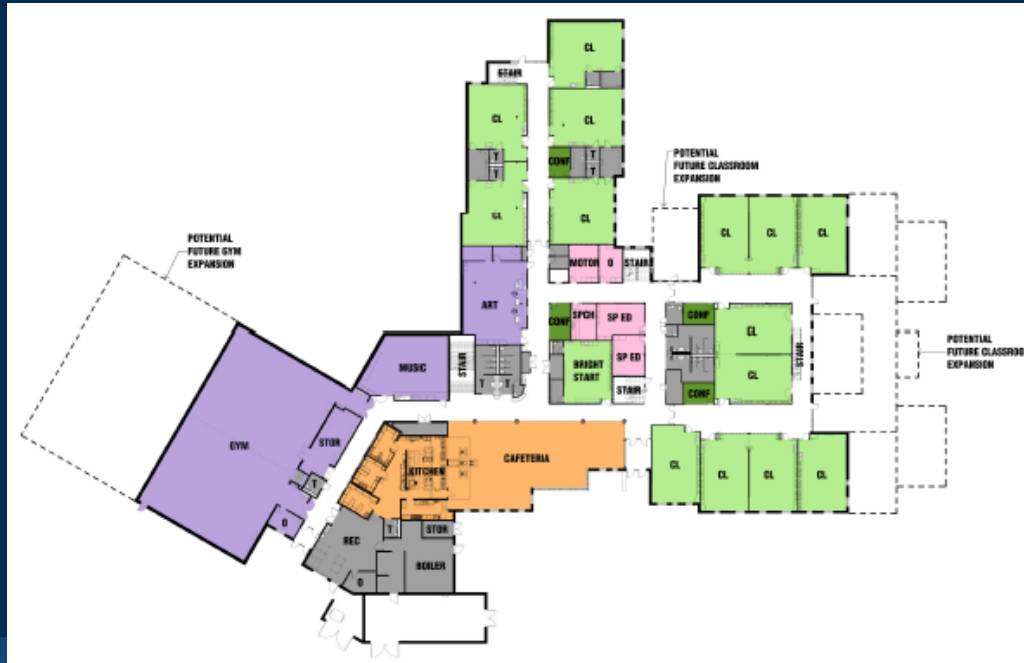 CL
STAIR
CL
CL
T
T
CONF
T
T
CL
CL
POTENTIAL
FUTURE CLASSROOM
EXPANSION
CL
CL
CL
POTENTIAL
FUTURE GYM
EXPANSION
MOTOR
O
STAIR
ART
CONF
SPCH
SP ED
CONF
CL
STAIR
MUSIC
STAIR
BRIGHT
START
SP ED
STAIR
T
T
CL
CONF
POTENTIAL
FUTURE CLASSROO
EXPANSION
GYM
STOR
T
O
KITCHEN
CAFETERIA
CL
CL
CL
CL
REC
T
STOR
BOILER
O